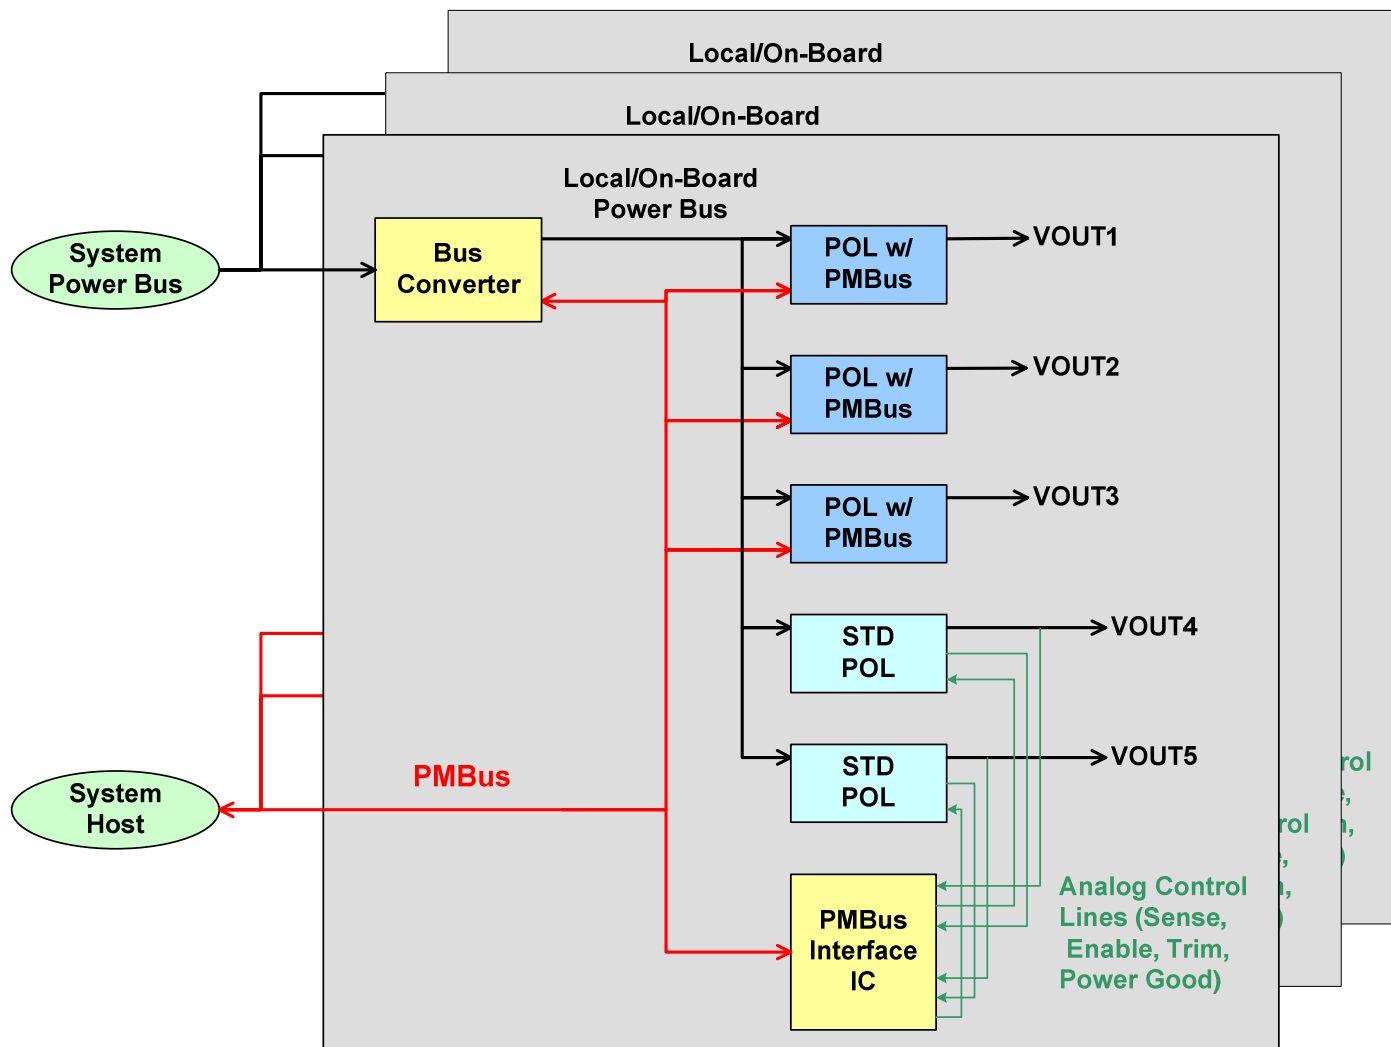 Local/On-Board
Local/On-Board
Local/On-Board
Power Bus
System
Power Bus
Bus
Converter
POL w/
PMBus
VOUT1
POL w/
PMBus
VOUT2
POL w/
PMBus
VOUT3
STD
POL
VOUT4
STD
POL
VOUT5
PMBus
System
Host
PMBus
Interface
IC
Analog Control
Lines (Sense,
Enable, Trim,
Power Good)